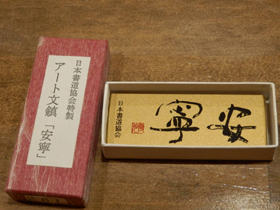 日本書道協会特製
アート文鎮「安寧」
安寧
日本書道協会